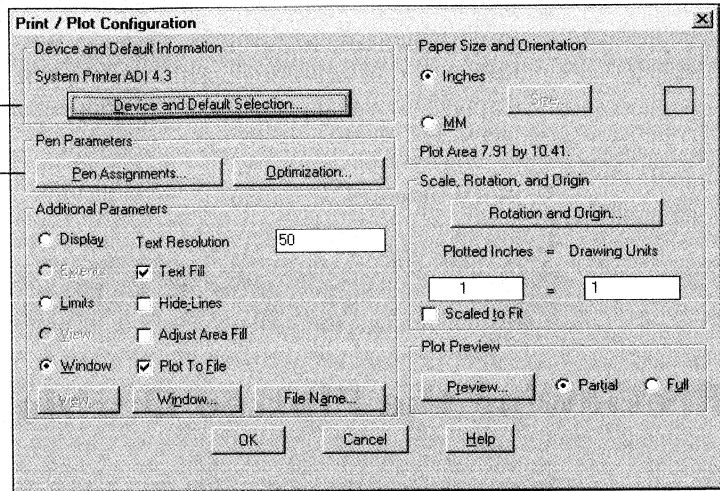 Print / Plot Configuration
Device and Default Information
System Printer ADI 4.3
Device and Default Selection...
Pen Parameters
Pen Assignments...
Optimization...
Additional Parameters
Display
Text Resolution
50
Extents
Text Fill
Limits
Hide-Lines
View
Adjust Area Fill
Window
Plot To File
View...
Window...
File Name...
Paper Size and Orientation
Inches
Size...
MM
Plot Area 7.91 by 10.41.
Scale, Rotation, and Origin
Rotation and Origin...
Plotted Inches = Drawing Units
1 = 1
Scaled to Fit
Plot Preview
Preview...
Partial
Full
OK
Cancel
Help